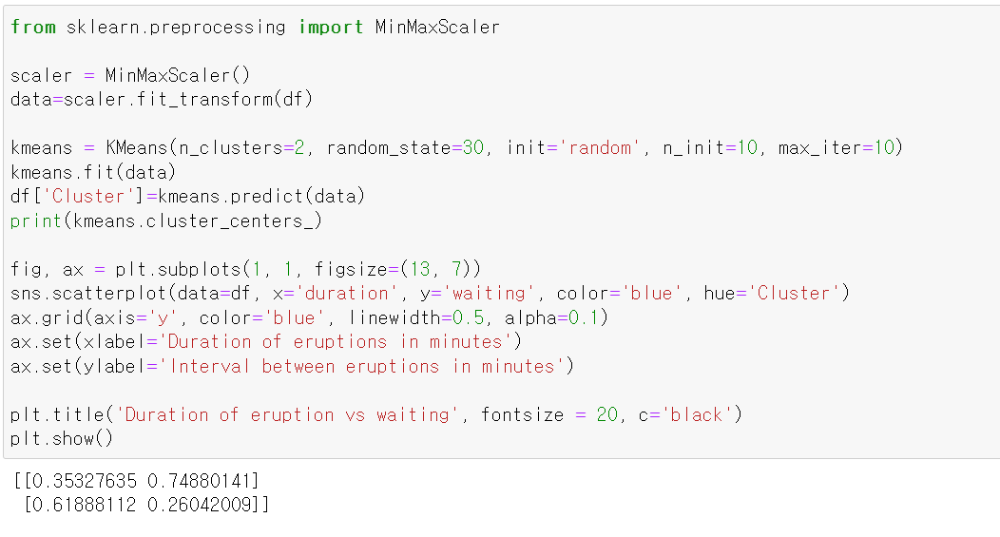 from sklearn.preprocessing import MinMaxScaler
scaler = MinMaxScaler()
data=scaler.fit_transform(df)
kmeans = KMeans(n_clusters=2, random_state=30, init='random', n_init=10, max_iter=10)
kmeans.fit(data)
df['Cluster']=kmeans.predict(data)
print(kmeans.cluster_centers_)
fig, ax = plt.subplots(1, 1, figsize=(13, 7))
sns.scatterplot(data=df, x='duration', y='waiting', color='blue', hue='Cluster')
ax.grid(axis='y', color='blue', linewidth=0.5, alpha=0.1)
ax.set(xlabel='Duration of eruptions in minutes')
ax.set(ylabel='Interval between eruptions in minutes')
plt.title('Duration of eruption vs waiting', fontsize = 20, c='black')
plt.show()
[[0.35327635 0.74880141]
 [0.61888112 0.26042009]]